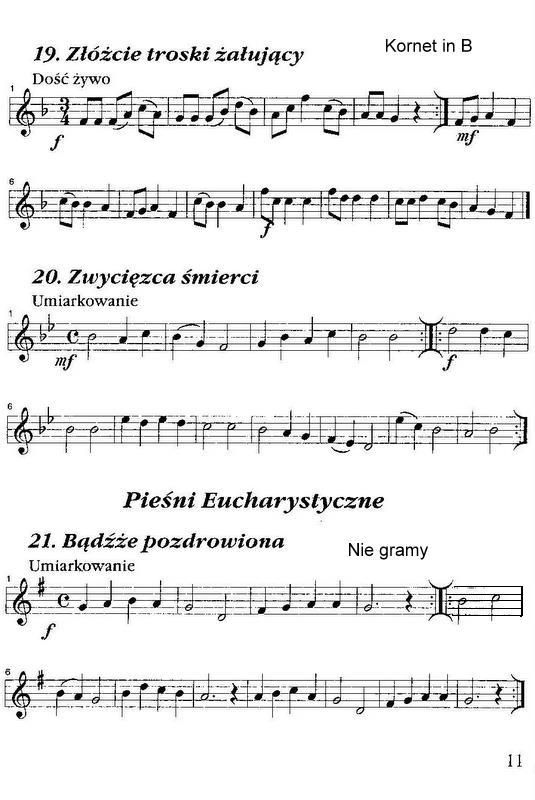 19. Złóżcie troski żałujący
Kornet in B
Dość żywo
1
3
4
f
mf
6
f
20. Zwycięzca śmierci
Umiarkowanie
1
mf
f
6
Pieśni Eucharystyczne
21. Bądźże pozdrowiona
Nie gramy
Umiarkowanie
1
f
6
11